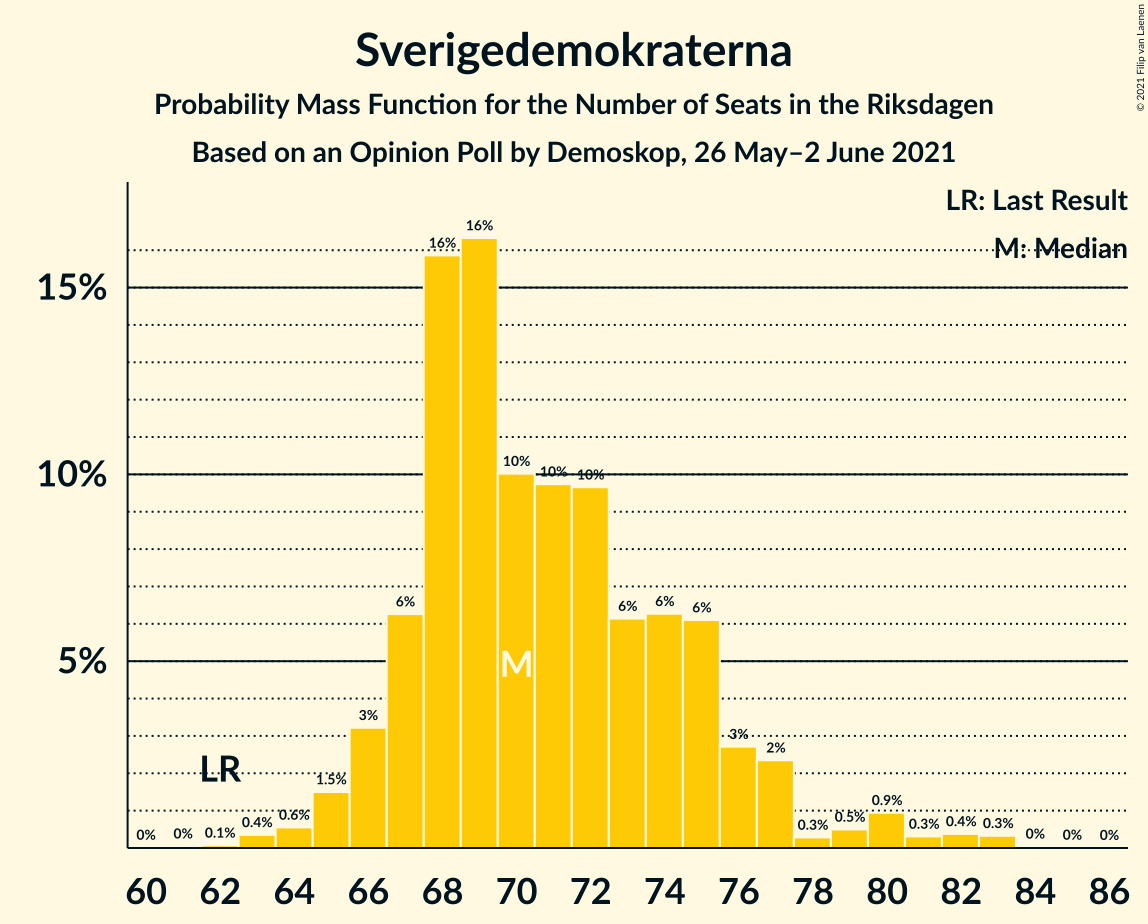 Sverigedemokraterna
Probability Mass Function for the Number of Seats in the Riksdagen
Based on an Opinion Poll by Demoskop, 26 May–2 June 2021
© 2021 Filip van Laenen
LR: Last Result
M: Median
15%
10%
5%
0% 0% 0.1% 0.4% 0.6% 1.5% 3% 6% 16% 16% 10% 10% 10% 6% 6% 6% 3% 2% 0.3% 0.5% 0.9% 0.3% 0.4% 0.3% 0% 0% 0%
LR
M
60 62 64 66 68 70 72 74 76 78 80 82 84 86